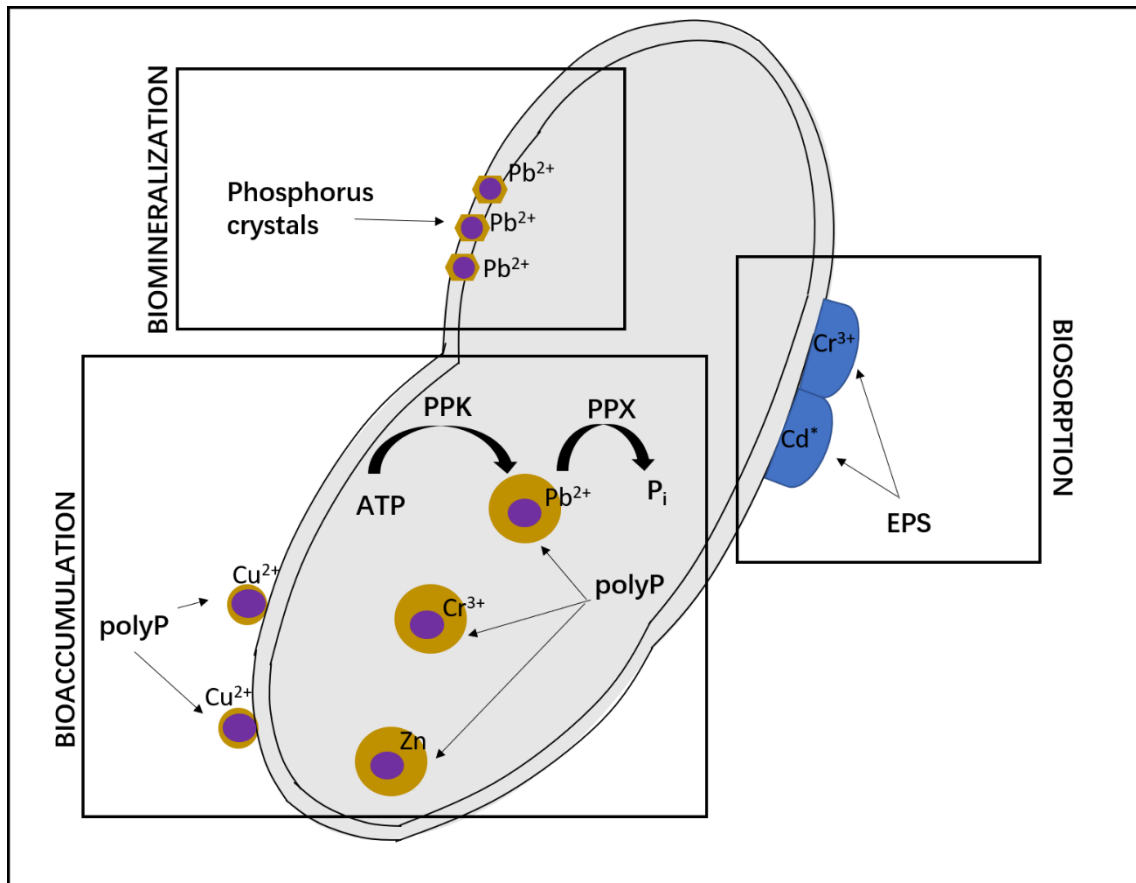 BIOMINERALIZATION
Phosphorus
crystals
Pb²⁺
Pb²⁺
Pb²⁺
BIOSORPTION
Cr³⁺
Cd*
EPS
BIOACCUMULATION
PPK
PPX
ATP
Pb²⁺
Pᵢ
polyP
Cu²⁺
polyP
Cr³⁺
Cu²⁺
Zn